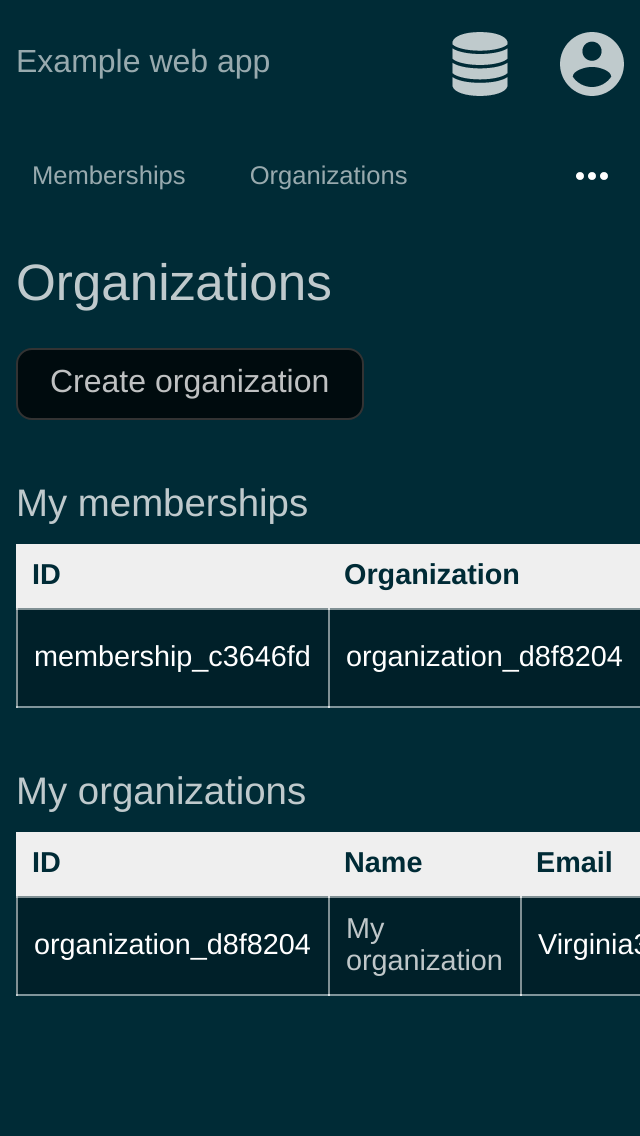 Example web app
Memberships Organizations
Organizations
Create organization
My memberships
ID Organization
membership_c3646fd organization_d8f8204
My organizations
ID Name Email
organization_d8f8204 My organization Virginia3